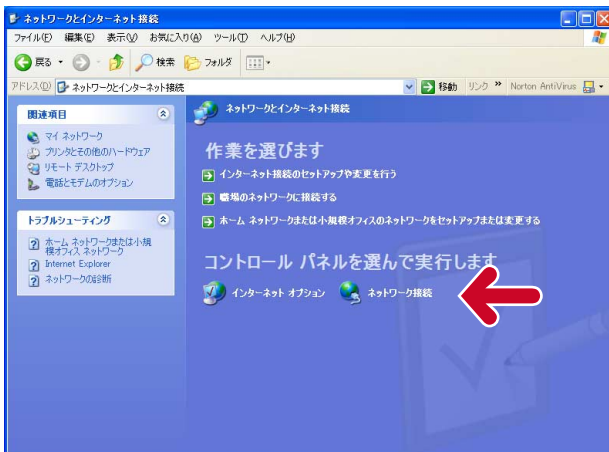 ネットワークとインターネット接続
ファイル(F) 編集(E) 表示(V) お気に入り(A) ツール(T) ヘルプ(H)
戻る 検索 フォルダ
アドレス(D) ネットワークとインターネット接続 移動 リンク » Norton AntiVirus
関連項目
マイ ネットワーク
プリンタとその他のハードウェア
リモート デスクトップ
電話とモデムのオプション
トラブルシューティング
ホーム ネットワークまたは小規
模オフィス ネットワーク
Internet Explorer
ネットワークの診断
ネットワークとインターネット接続
作業を選びます
インターネット接続のセットアップや変更を行う
職場のネットワークに接続する
ホーム ネットワークまたは小規模オフィスのネットワークをセットアップまたは変更する
コントロール パネルを選んで実行します
インターネット オプション ネットワーク接続